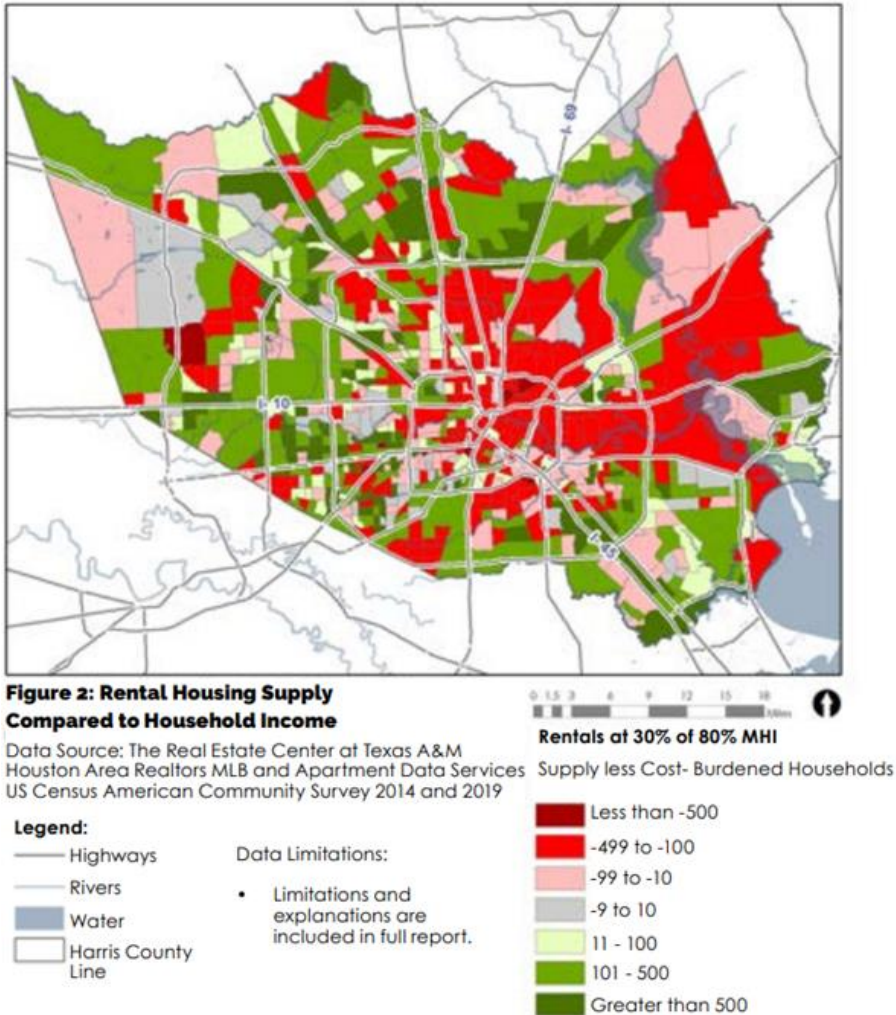 I- 69
I- 10
I- 45
Figure 2: Rental Housing Supply
Compared to Household Income
Data Source: The Real Estate Center at Texas A&M
Houston Area Realtors MLB and Apartment Data Services
US Census American Community Survey 2014 and 2019
Legend:
Highways
Rivers
Water
Harris County
Line
Data Limitations:
• Limitations and
explanations are
included in full report.
0 1.5 3 6 9 12 15 18
Miles
Rentals at 30% of 80% MHI
Supply less Cost- Burdened Households
Less than -500
-499 to -100
-99 to -10
-9 to 10
11 - 100
101 - 500
Greater than 500